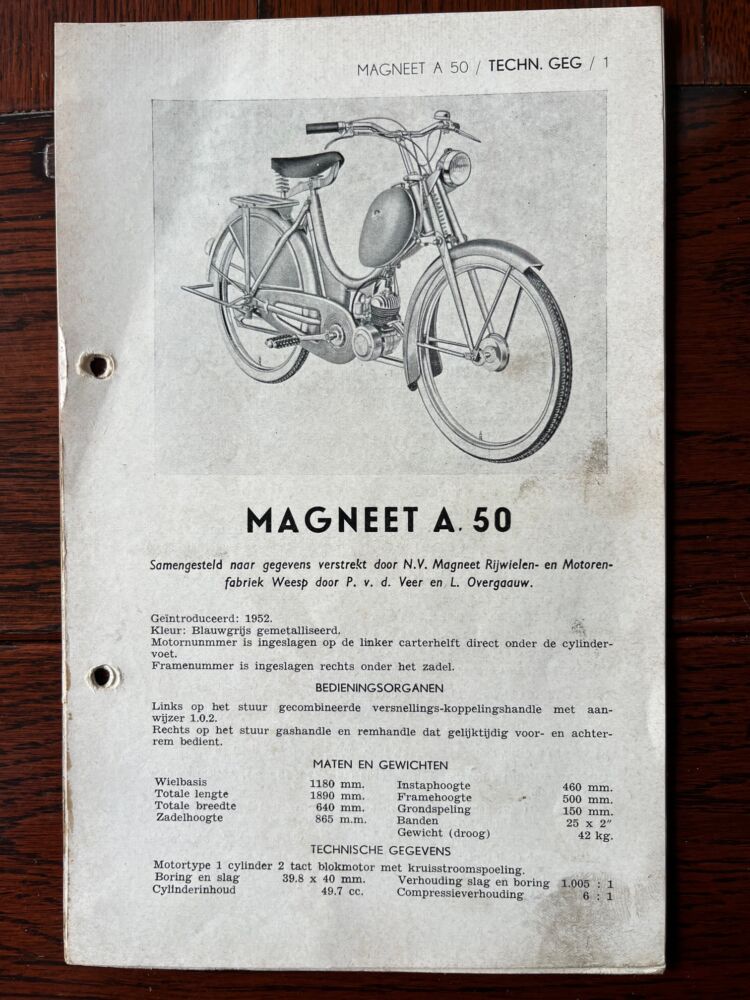 MAGNEET A 50 / TECHN. GEG / 1
MAGNEET A. 50
Samengesteld naar gegevens verstrekt door N.V. Magneet Rijwielen- en Motoren-
fabriek Weesp door P. v. d. Veer en L. Overgaauw.
Geïntroduceerd: 1952.
Kleur: Blauwgrijs gemetalliseerd.
Motornunmmer is ingeslagen op de linker carterhelft direct onder de cylinder-
voet.
Framenummer is ingeslagen rechts onder het zadel.
BEDIENINGSORGANEN
Links op het stuur gecombineerde versnellings-koppelingshandle met aan-
wijzer 1.0.2.
Rechts op het stuur gashandle en remhandle dat gelijktijdig voor- en achter-
rem bedient.
MATEN EN GEWICHTEN
Wielbasis 1180 mm. Instaphoogte 460 mm.
Totale lengte 1890 mm. Framehoogte 500 mm.
Totale breedte 640 mm. Grondspeling 150 mm.
Zadelhoogte 865 m.m. Banden 25 x 2"
Gewicht (droog) 42 kg.
TECHNISCHE GEGEVENS
Motortype 1 cylinder 2 tact blokmotor met kruisstroomspoeling.
Boring en slag 39.8 x 40 mm. Verhouding slag en boring 1.005 : 1
Cylinderinhoud 49.7 cc. Compressieverhouding 6 : 1